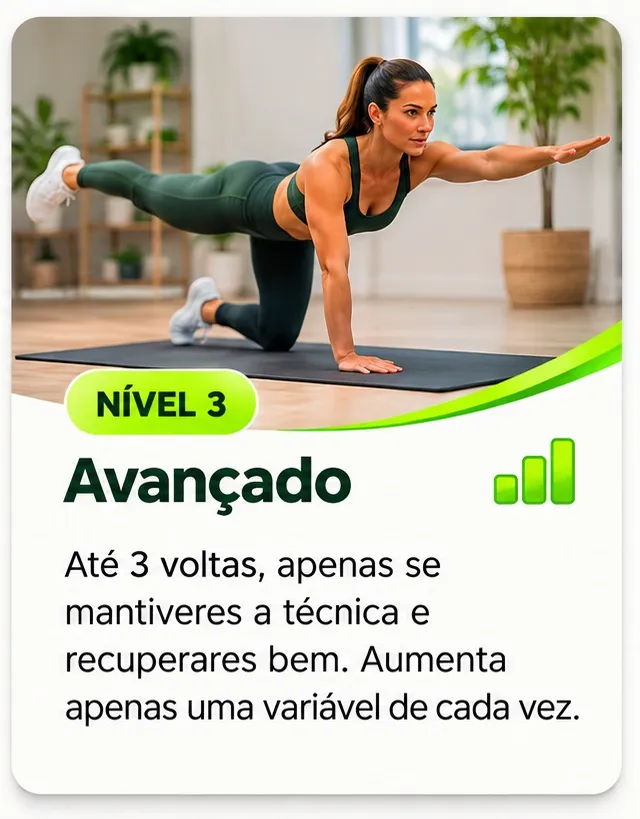 NÍVEL 3
Avançado
Até 3 voltas, apenas se
mantiveres a técnica e
recuperares bem. Aumenta
apenas uma variável de cada vez.